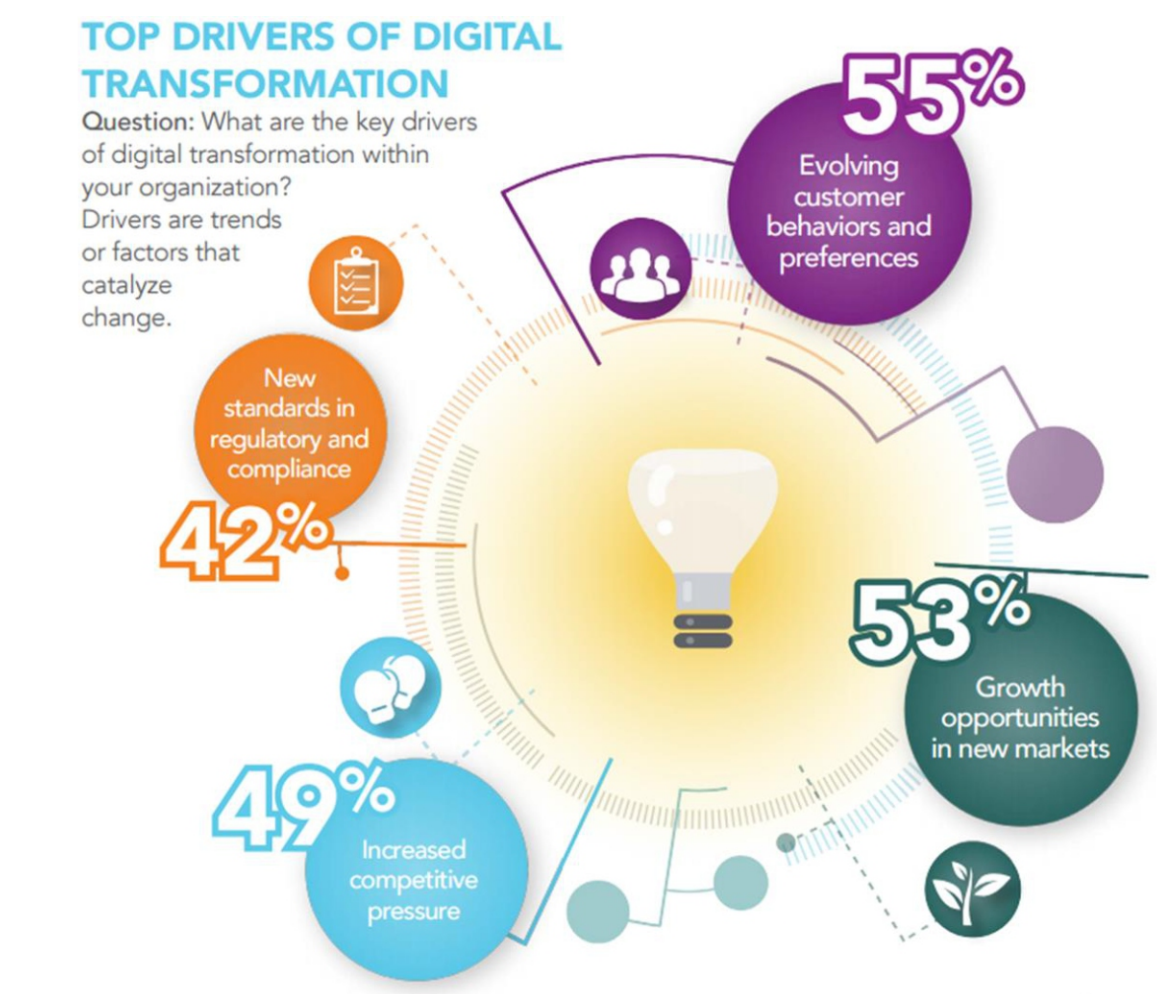 TOP DRIVERS OF DIGITAL
TRANSFORMATION
Question: What are the key drivers
of digital transformation within
your organization?
Drivers are trends
or factors that
catalyze
change.
55%
Evolving
customer
behaviors and
preferences
New
standards in
regulatory and
compliance
42%
53%
Growth
opportunities
in new markets
49%
Increased
competitive
pressure